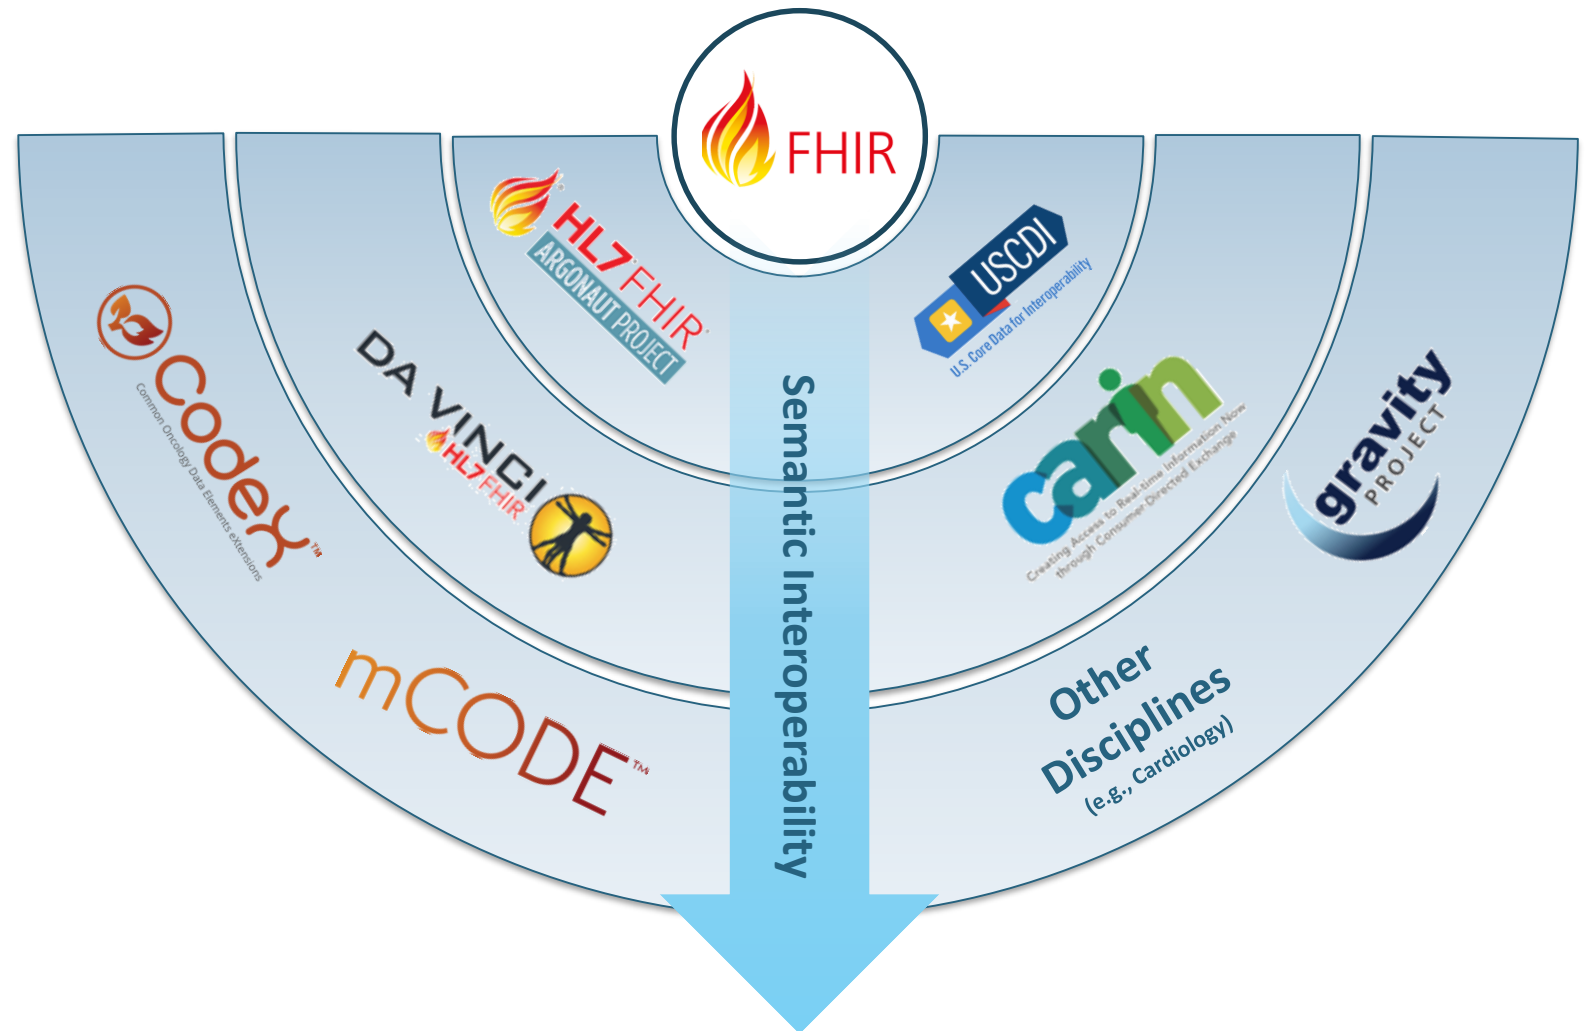 FHIR
HL7 FHIR
ARGONAUT PROJECT
USCDI
U.S. Core Data for Interoperability
DA VINCI
HL7 FHIR
carin
Creating Access to Real-time Information Now
through Consumer-Directed Exchange
CodeX™
Common Oncology Data Elements eXtensions
gravity
PROJECT
mCODE™
Other
Disciplines
(e.g., Cardiology)
Semantic Interoperability